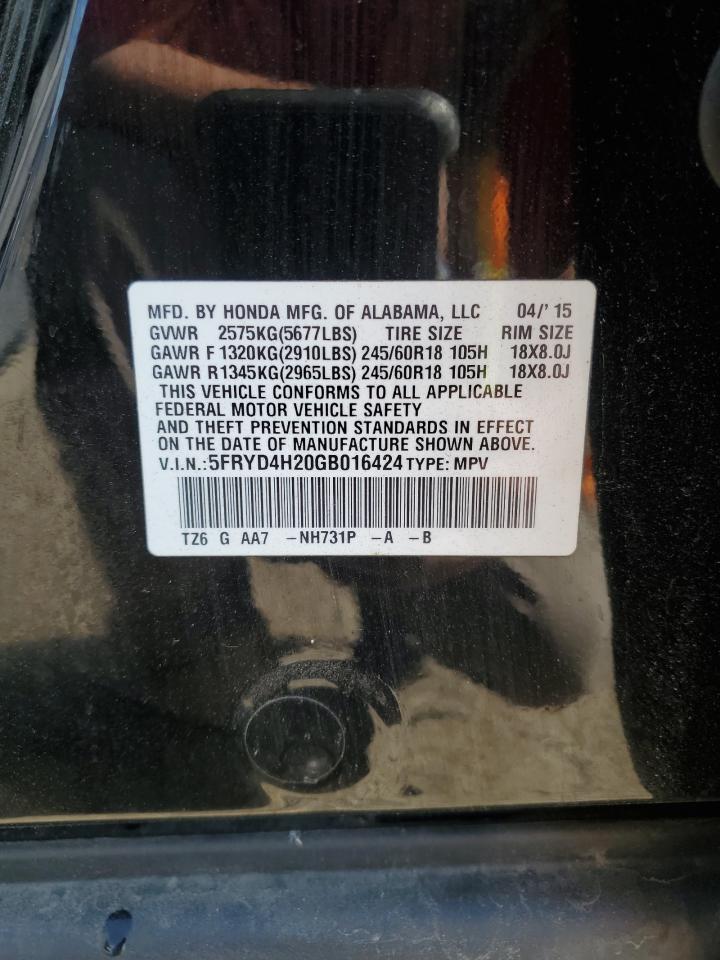 MFD. BY HONDA MFG. OF ALABAMA, LLC 04/' 15
GVWR 2575KG(5677LBS) TIRE SIZE RIM SIZE
GAWR F 1320KG(2910LBS) 245/60R18 105H 18X8.0J
GAWR R1345KG(2965LBS) 245/60R18 105H 18X8.0J
THIS VEHICLE CONFORMS TO ALL APPLICABLE
FEDERAL MOTOR VEHICLE SAFETY
AND THEFT PREVENTION STANDARDS IN EFFECT
ON THE DATE OF MANUFACTURE SHOWN ABOVE.
V.I.N.:5FRYD4H20GB016424 TYPE: MPV
TZ6 G AA7 -NH731P -A -B